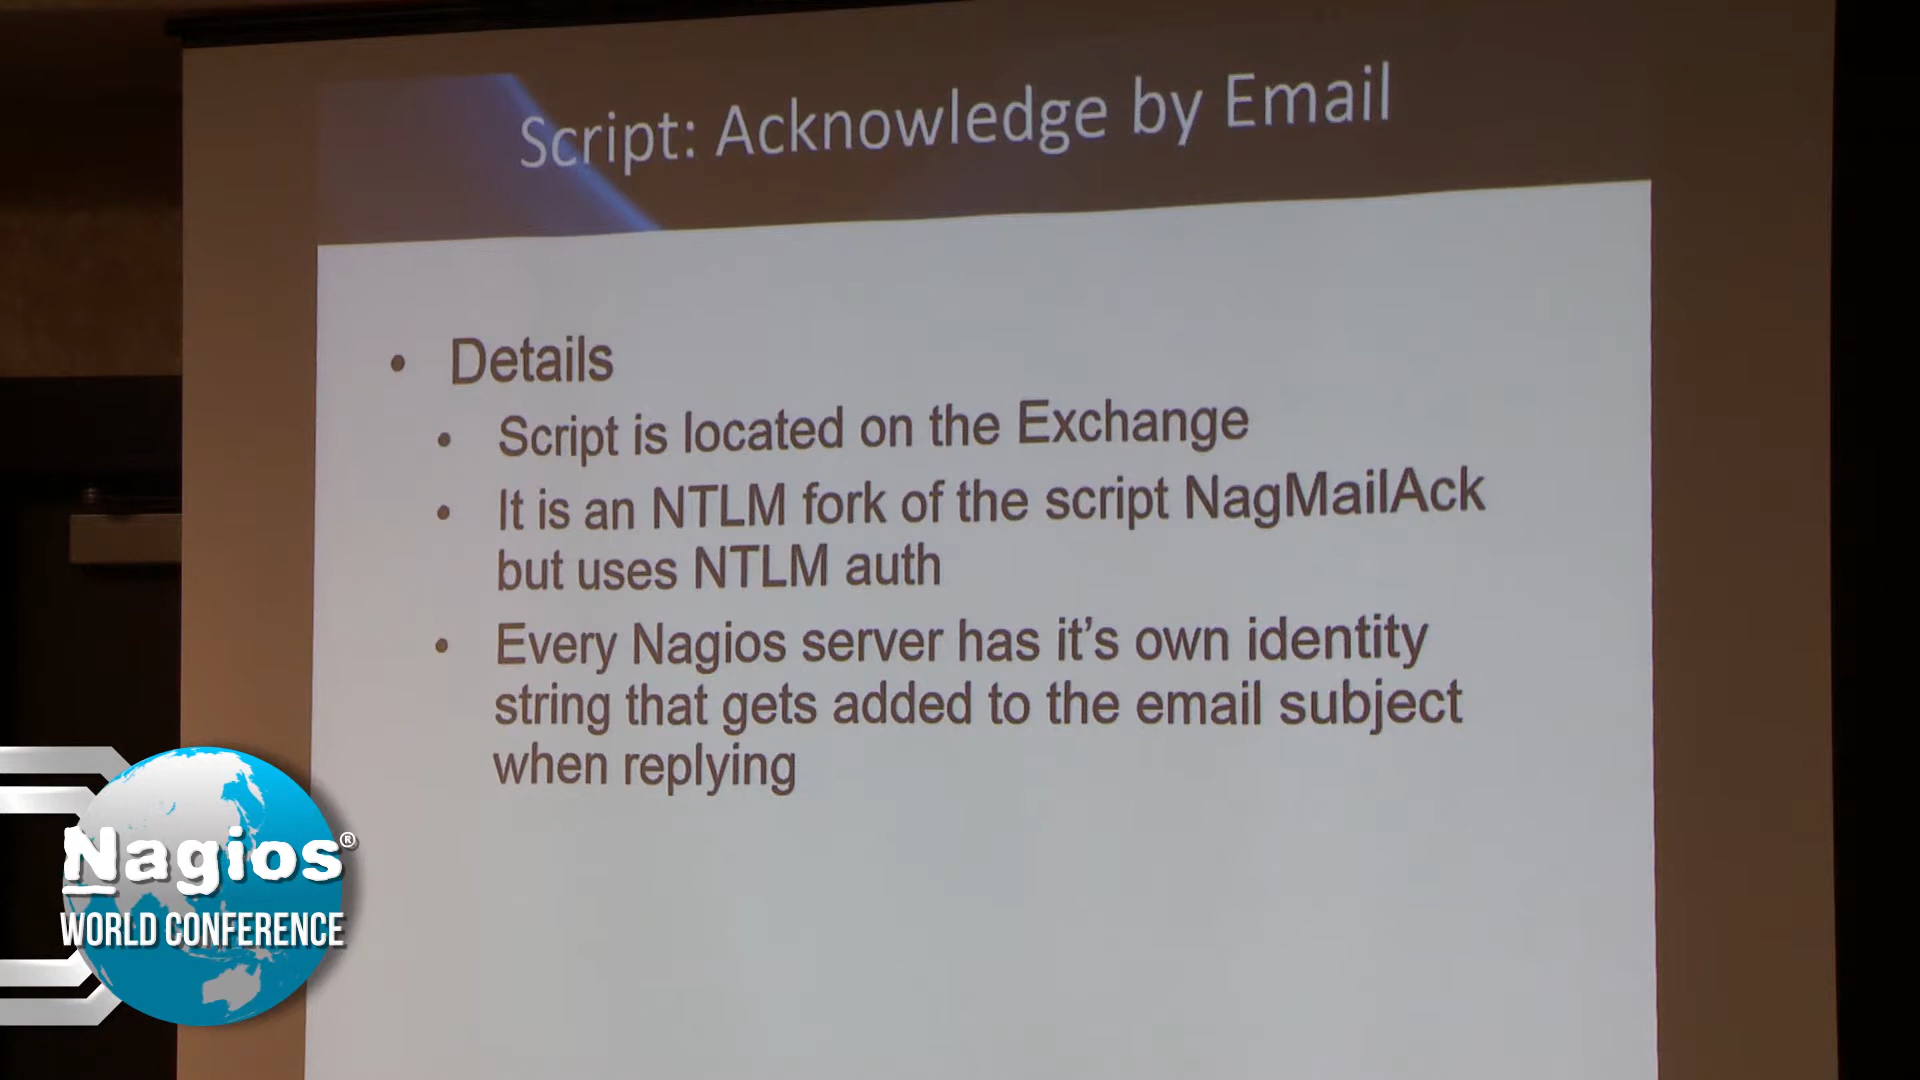 Script: Acknowledge by Email
• Details
• Script is located on the Exchange
• It is an NTLM fork of the script NagMailAck
but uses NTLM auth
• Every Nagios server has it's own identity
string that gets added to the email subject
when replying
Nagios®
WORLD CONFERENCE